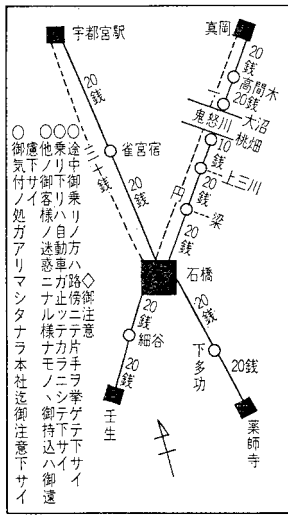 宇都宮駅
20銭
雀宮宿
20銭
三十銭
真岡
20銭
高間木
20銭
大沼
鬼怒川
桃畑
10銭
上三川
20銭
梁
20銭
円
石橋
20銭
細谷
20銭
壬生
20銭
下多功
20銭
薬師寺
◇御注意
○途中御乗リノ方ハ路傍ニテ片手ヲ挙ゲテ下サイ
○乗リ下リハ自動車ガ止ッテカラニシテ下サイ
○他ノ御客様ノ迷惑ニナル様ナモノヽ御持込ハ御遠
慮下サイ
○御気付ノ処ガアリマシタナラ本社迄御注意下サイ